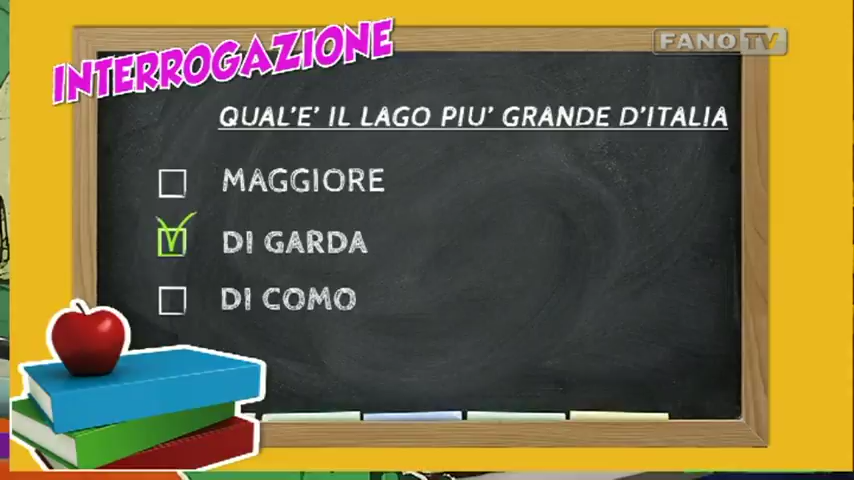 INTERROGAZIONE
FANO TV
QUAL'E' IL LAGO PIU' GRANDE D'ITALIA
MAGGIORE
DI GARDA
DI COMO